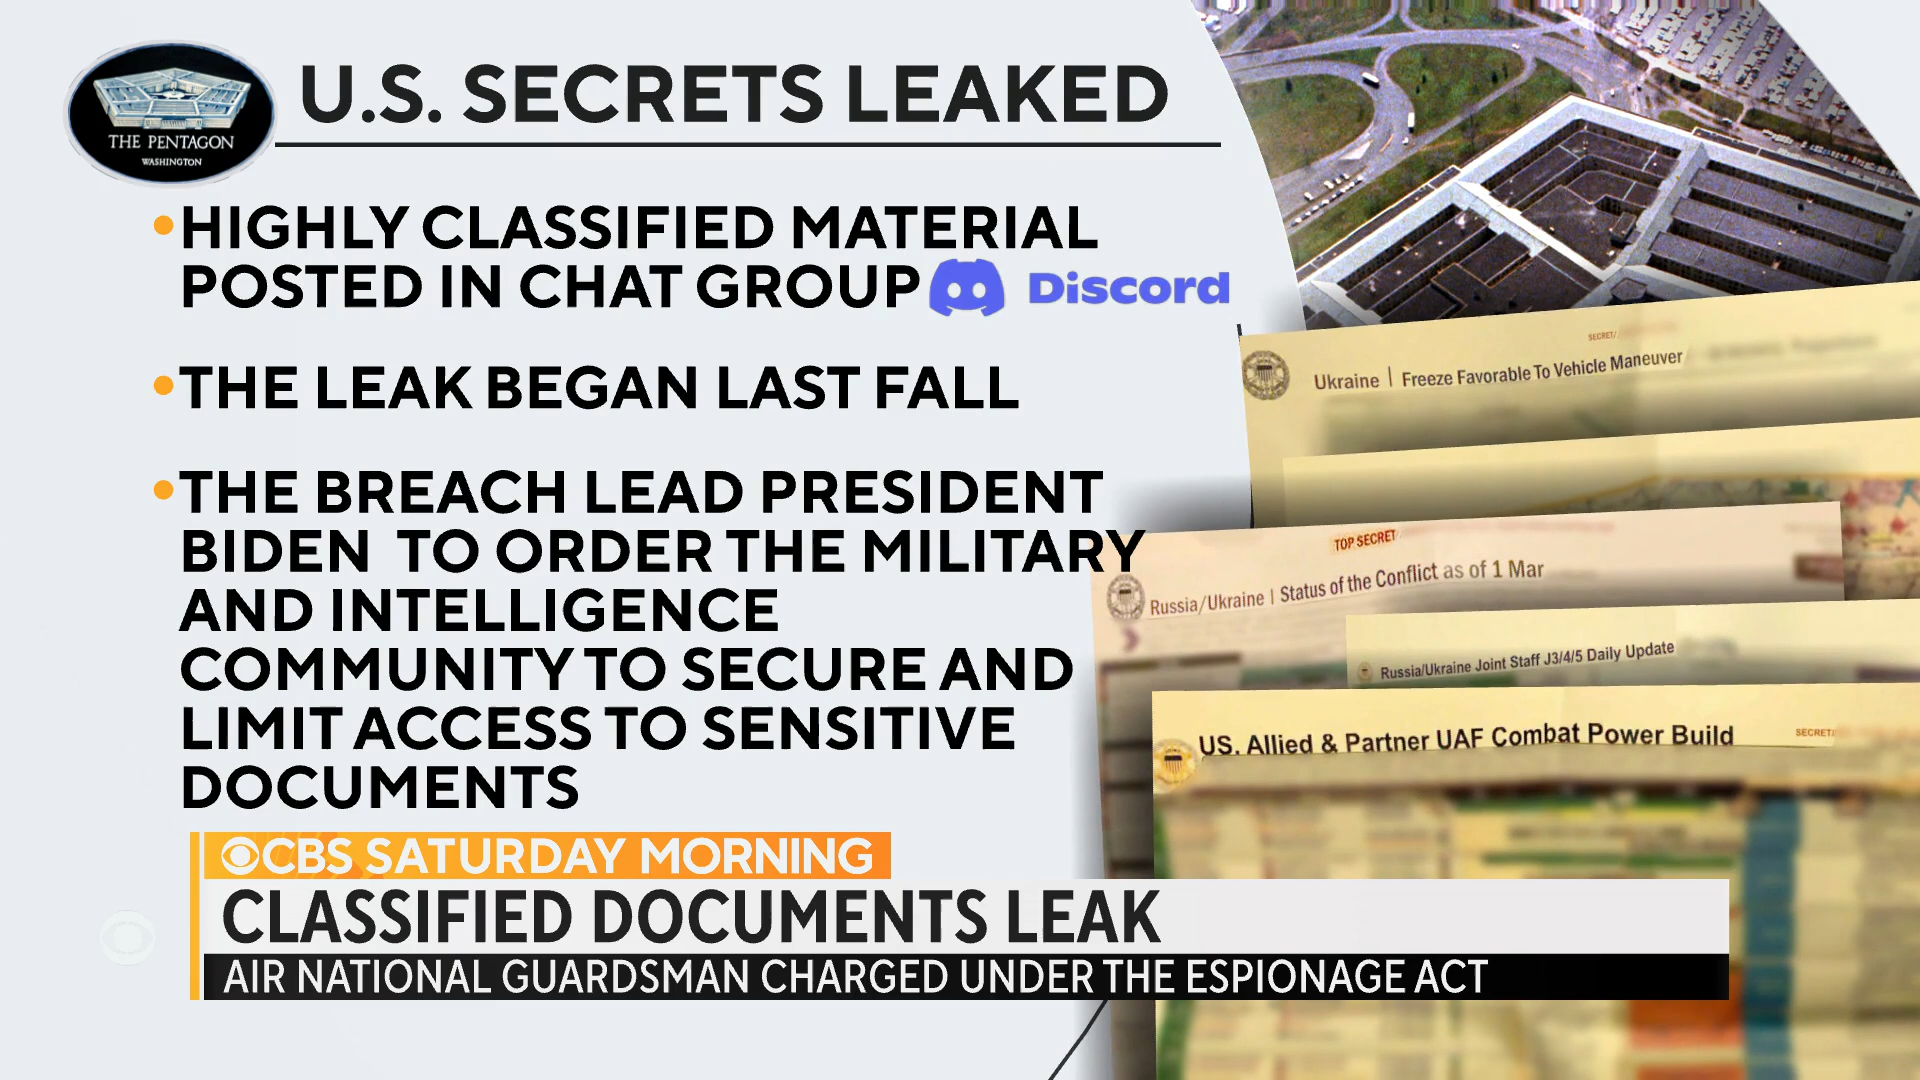 U.S. SECRETS LEAKED
THE PENTAGON
WASHINGTON
•HIGHLY CLASSIFIED MATERIAL
POSTED IN CHAT GROUP Discord
•THE LEAK BEGAN LAST FALL
•THE BREACH LEAD PRESIDENT
BIDEN TO ORDER THE MILITARY
AND INTELLIGENCE
COMMUNITY TO SECURE AND
LIMIT ACCESS TO SENSITIVE
DOCUMENTS
SECRET/
Ukraine | Freeze Favorable To Vehicle Maneuver
TOP SECRET
Russia/Ukraine | Status of the Conflict as of 1 Mar
Russia/Ukraine Joint Staff J3/4/5 Daily Update
US, Allied & Partner UAF Combat Power Build
SECRET/
CBS SATURDAY MORNING
CLASSIFIED DOCUMENTS LEAK
AIR NATIONAL GUARDSMAN CHARGED UNDER THE ESPIONAGE ACT